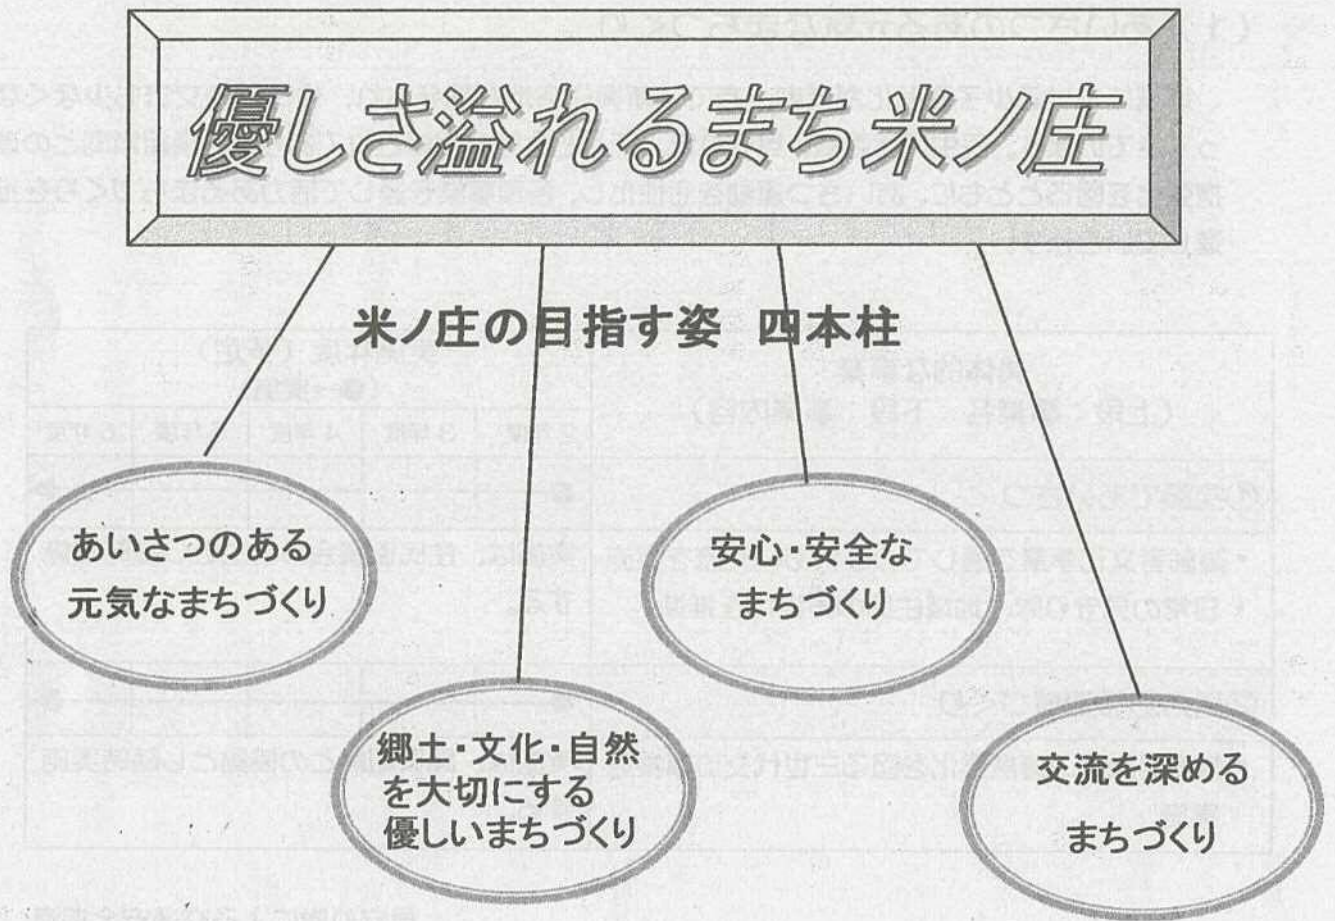 優しさ溢れるまち米ノ庄
米ノ庄の目指す姿 四本柱
あいさつのある
元気なまちづくり
郷土・文化・自然
を大切にする
優しいまちづくり
安心・安全な
まちづくり
交流を深める
まちづくり